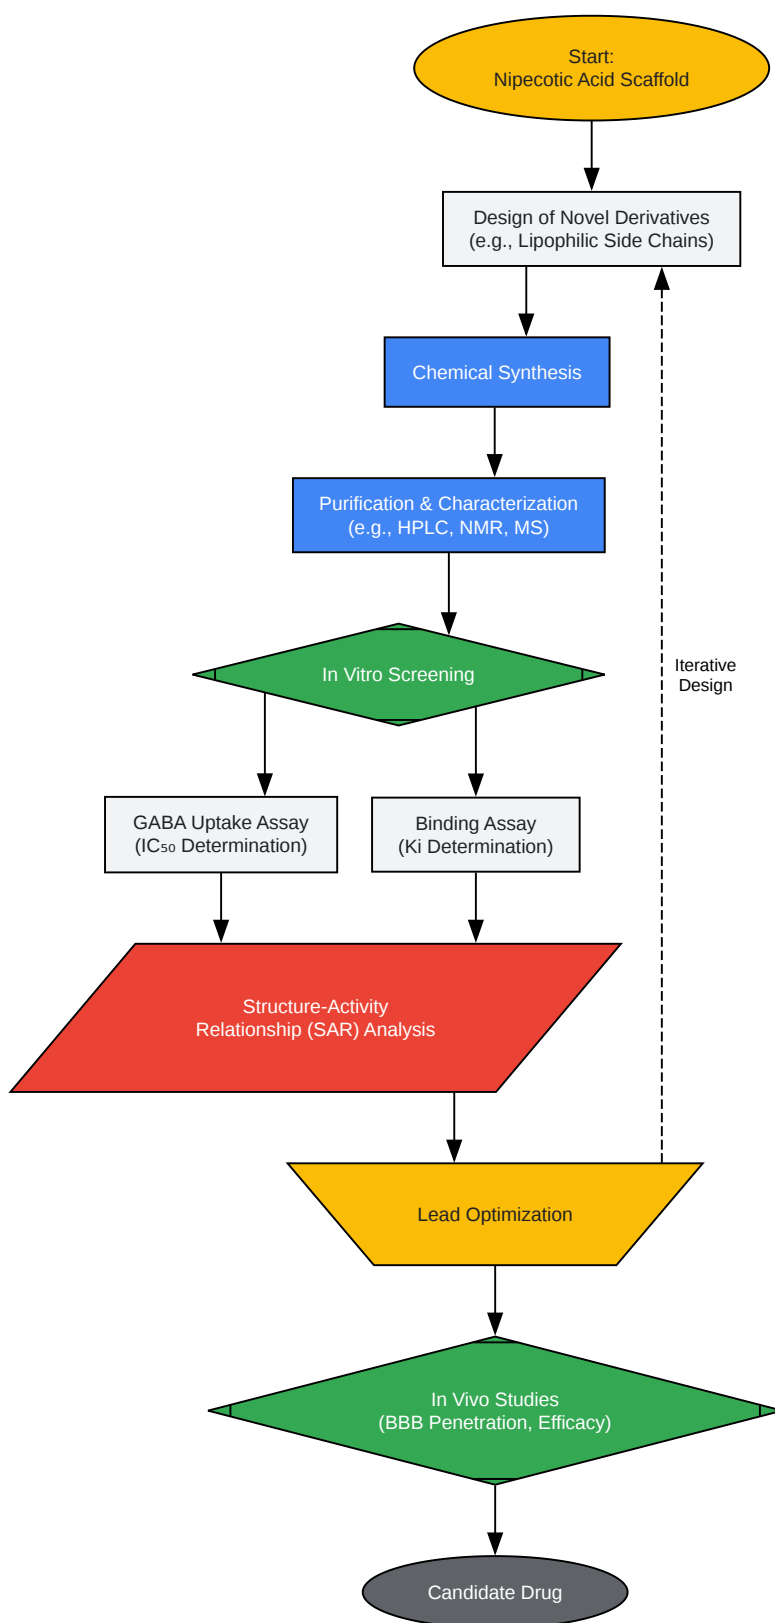 Start:
Nipecotic Acid Scaffold
Design of Novel Derivatives
(e.g., Lipophilic Side Chains)
Chemical Synthesis
Purification & Characterization
(e.g., HPLC, NMR, MS)
In Vitro Screening
Iterative
Design
GABA Uptake Assay
(IC₅₀ Determination)
Binding Assay
(Ki Determination)
Structure-Activity
Relationship (SAR) Analysis
Lead Optimization
In Vivo Studies
(BBB Penetration, Efficacy)
Candidate Drug